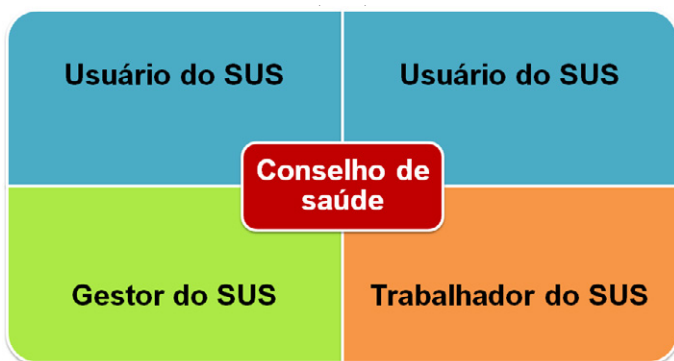 Usuário do SUS
Usuário do SUS
Conselho de
saúde
Gestor do SUS
Trabalhador do SUS